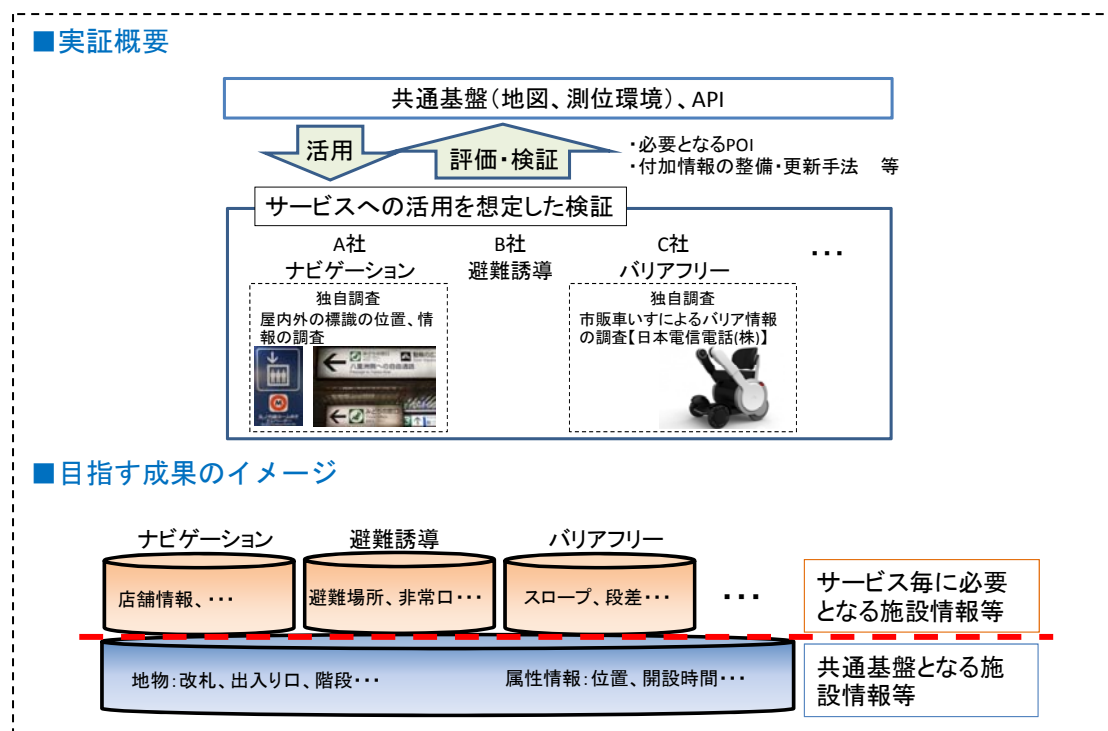 ■実証概要
共通基盤(地図、測位環境)、API
活用
評価・検証
・必要となるPOI
・付加情報の整備・更新手法　等
サービスへの活用を想定した検証
A社
ナビゲーション
B社
避難誘導
C社
バリアフリー
・・・
独自調査
屋内外の標識の位置、情
報の調査
八重洲側への自由通路
独自調査
市販車いすによるバリア情報
の調査【日本電信電話(株)】
■目指す成果のイメージ
ナビゲーション
避難誘導
バリアフリー
店舗情報、・・・
避難場所、非常口・・・
スロープ、段差・・・
・・・
サービス毎に必要
となる施設情報等
地物:改札、出入り口、階段・・・
属性情報:位置、開設時間・・・
共通基盤となる施
設情報等